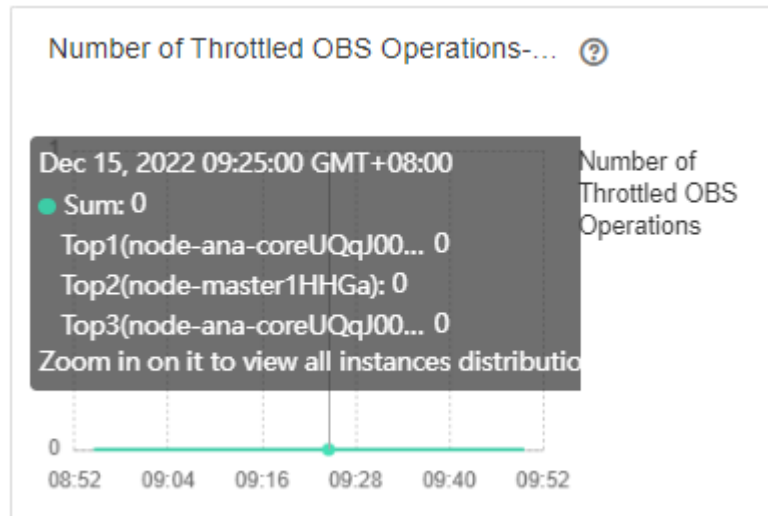 Number of Throttled OBS Operations-...
1
Dec 15, 2022 09:25:00 GMT+08:00
Sum: 0
Top1(node-ana-coreUQqJ00... 0
Top2(node-master1HHGa): 0
Top3(node-ana-coreUQqJ00... 0
Zoom in on it to view all instances distributio
Number of
Throttled OBS
Operations
0
08:52 09:04 09:16 09:28 09:40 09:52